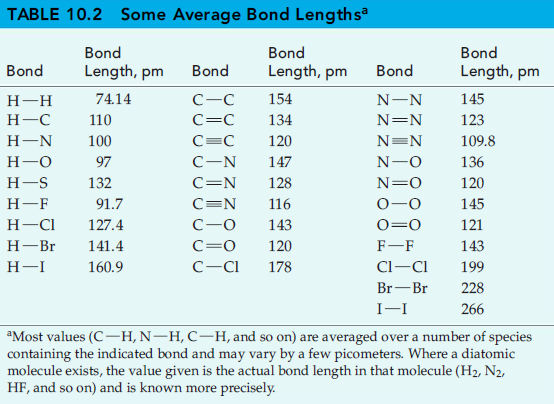 TABLE 10.2 Some Average Bond Lengthsᵃ
Bond Bond Bond
Bond Length, pm Bond Length, pm Bond Length, pm
H—H 74.14 C—C 154 N—N 145
H—C 110 C=C 134 N=N 123
H—N 100 C≡C 120 N≡N 109.8
H—O 97 C—N 147 N—O 136
H—S 132 C=N 128 N=O 120
H—F 91.7 C≡N 116 O—O 145
H—Cl 127.4 C—O 143 O=O 121
H—Br 141.4 C=O 120 F—F 143
H—I 160.9 C—Cl 178 Cl—Cl 199
Br—Br 228
I—I 266
ᵃMost values (C—H, N—H, C—H, and so on) are averaged over a number of species
containing the indicated bond and may vary by a few picometers. Where a diatomic
molecule exists, the value given is the actual bond length in that molecule (H₂, N₂,
HF, and so on) and is known more precisely.